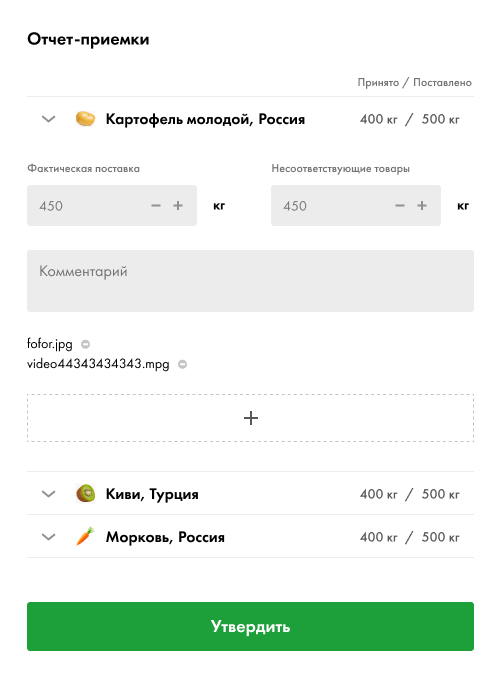 Отчет-приемки
Принято / Поставлено
Картофель молодой, Россия 400 кг / 500 кг
Фактическая поставка Несоответствующие товары
450 − + кг 450 − + кг
Комментарий
fofor.jpg
video44343434343.mpg
+
Киви, Турция 400 кг / 500 кг
Морковь, Россия 400 кг / 500 кг
Утвердить